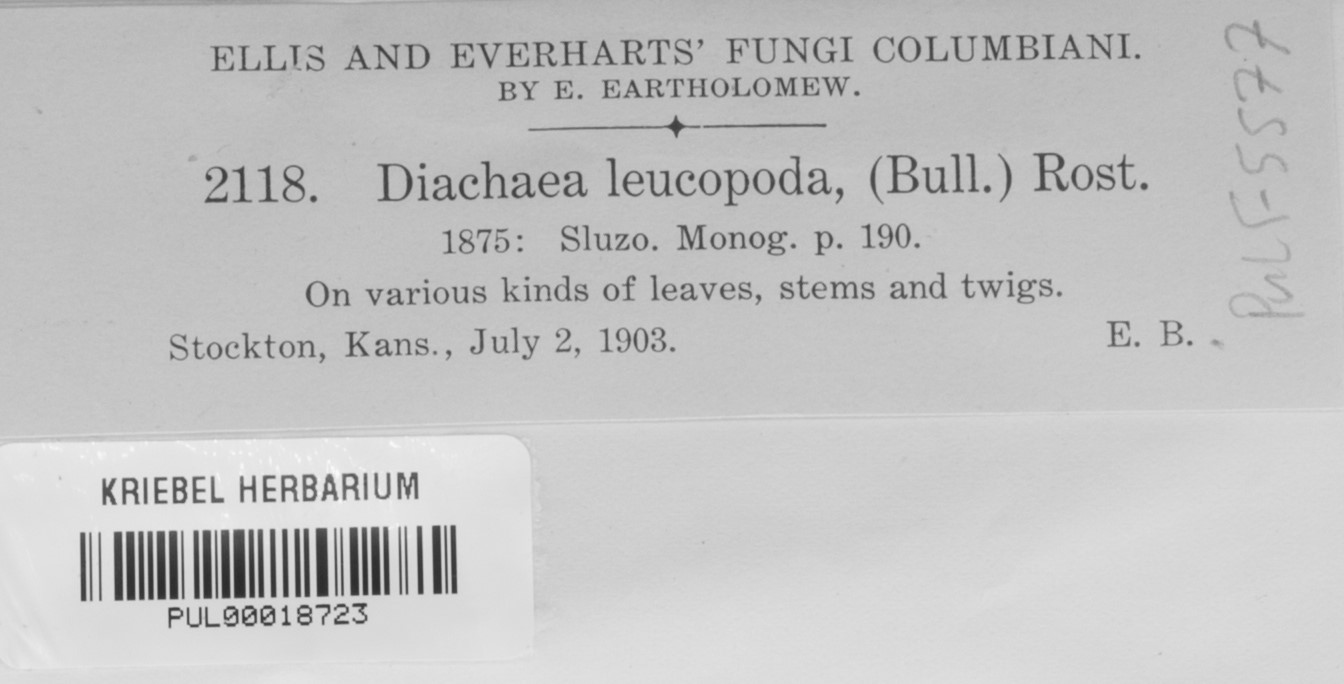 ELLIS AND EVERHARTS' FUNGI COLUMBIANI.
BY E. EARTHOLOMEW.
2118. Diachaea leucopoda, (Bull.) Rost.
1875: Sluzo. Monog. p. 190.
On various kinds of leaves, stems and twigs.
Stockton, Kans., July 2, 1903. E. B.
PUL F-5577
KRIEBEL HERBARIUM
PUL00018723